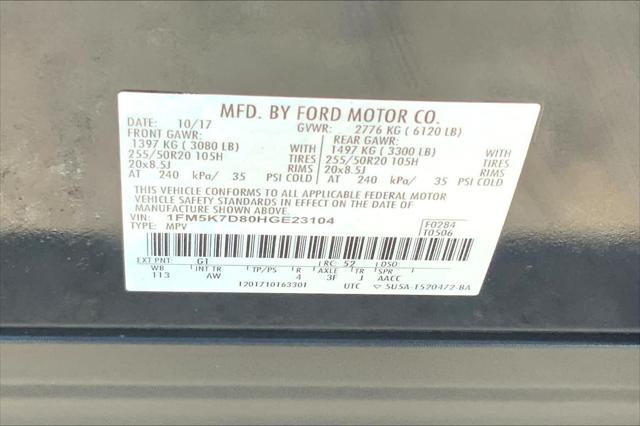 MFD. BY FORD MOTOR CO.
DATE: 10/17 GVWR: 2776 KG ( 6120 LB)
FRONT GAWR: REAR GAWR:
1397 KG ( 3080 LB) 1497 KG ( 3300 LB)
255/50R20 105H TIRES 255/50R20 105H TIRES
20x8.5J RIMS 20x8.5J RIMS
AT 240 kPa/ 35 PSI COLD AT 240 kPa/ 35 PSI COLD
THIS VEHICLE CONFORMS TO ALL APPLICABLE FEDERAL MOTOR
VEHICLE SAFETY STANDARDS IN EFFECT ON THE DATE OF
MANUFACTURE SHOWN ABOVE.
VIN: 1FM5K7D80HGE23104 F0284
TYPE: MPV T0506
EXT PNT: G1 RC: 52 DSO:
WB INT TR TP/PS R AXLE TR SPR
113 AW 4 3F J AACC
1201710163301 UTC ▽ 5U5A-1520472-BA